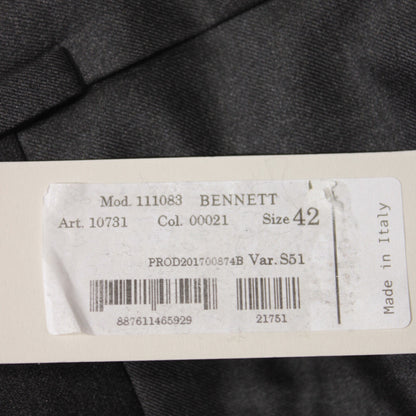 Mod. 111083 BENNETT
Art. 10731 Col. 00021 Size 42
PROD201700874B Var. S51
887611465929 21751
Made in Italy